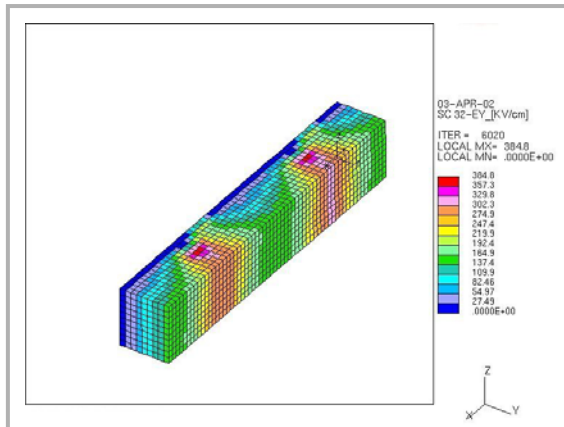 03-APR-02
SC 32-EY_[KV/cm]
ITER = 6020
LOCAL MX= 384.8
LOCAL MN= .0000E+00
384.8
357.3
329.8
302.3
274.9
247.4
219.9
192.4
164.9
137.4
109.9
82.46
54.97
27.49
.0000E+00
Z
X
Y